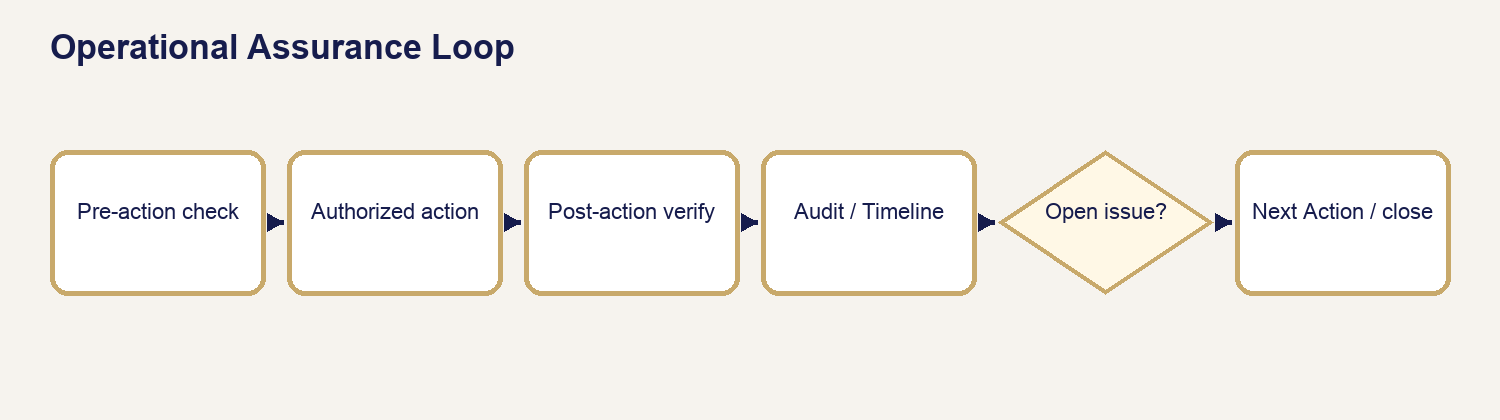 Operational Assurance Loop
Pre-action check
Authorized action
Post-action verify
Audit / Timeline
Open issue?
Next Action / close